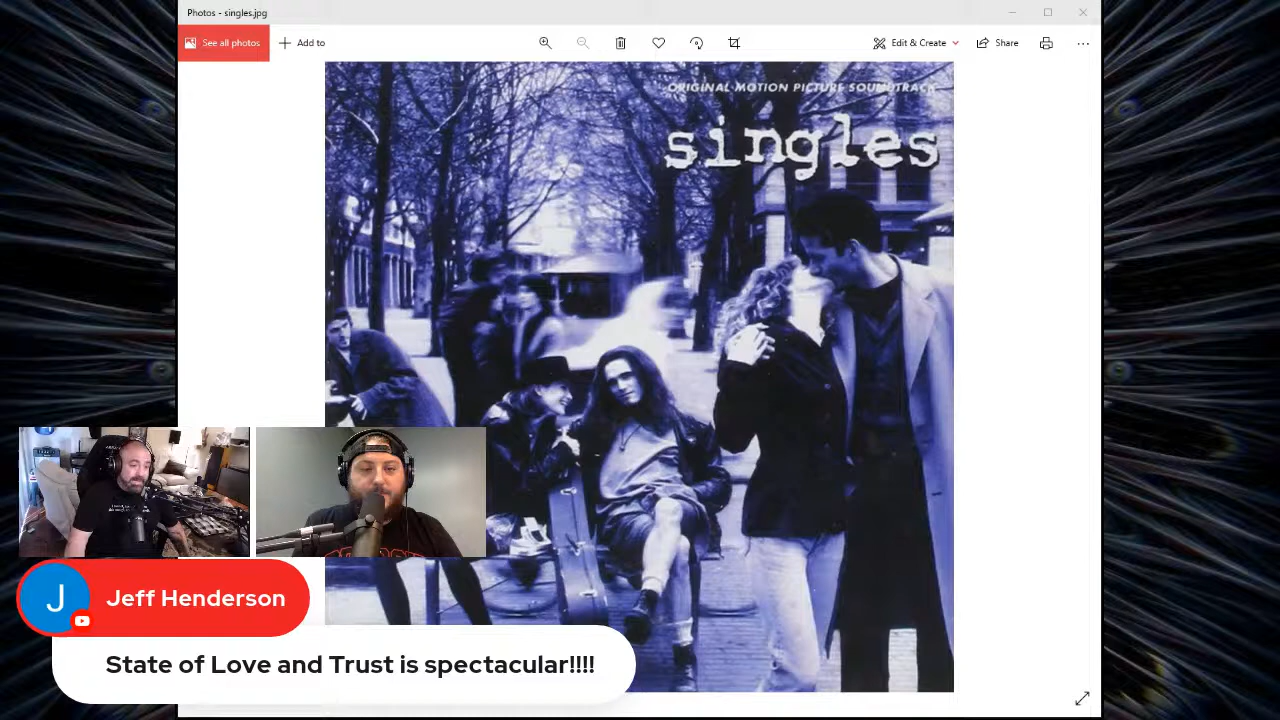 Photos - singles.jpg
See all photos
Add to
Edit & Create
Share
ORIGINAL MOTION PICTURE SOUNDTRACK
singles
J
Jeff Henderson
State of Love and Trust is spectacular!!!!